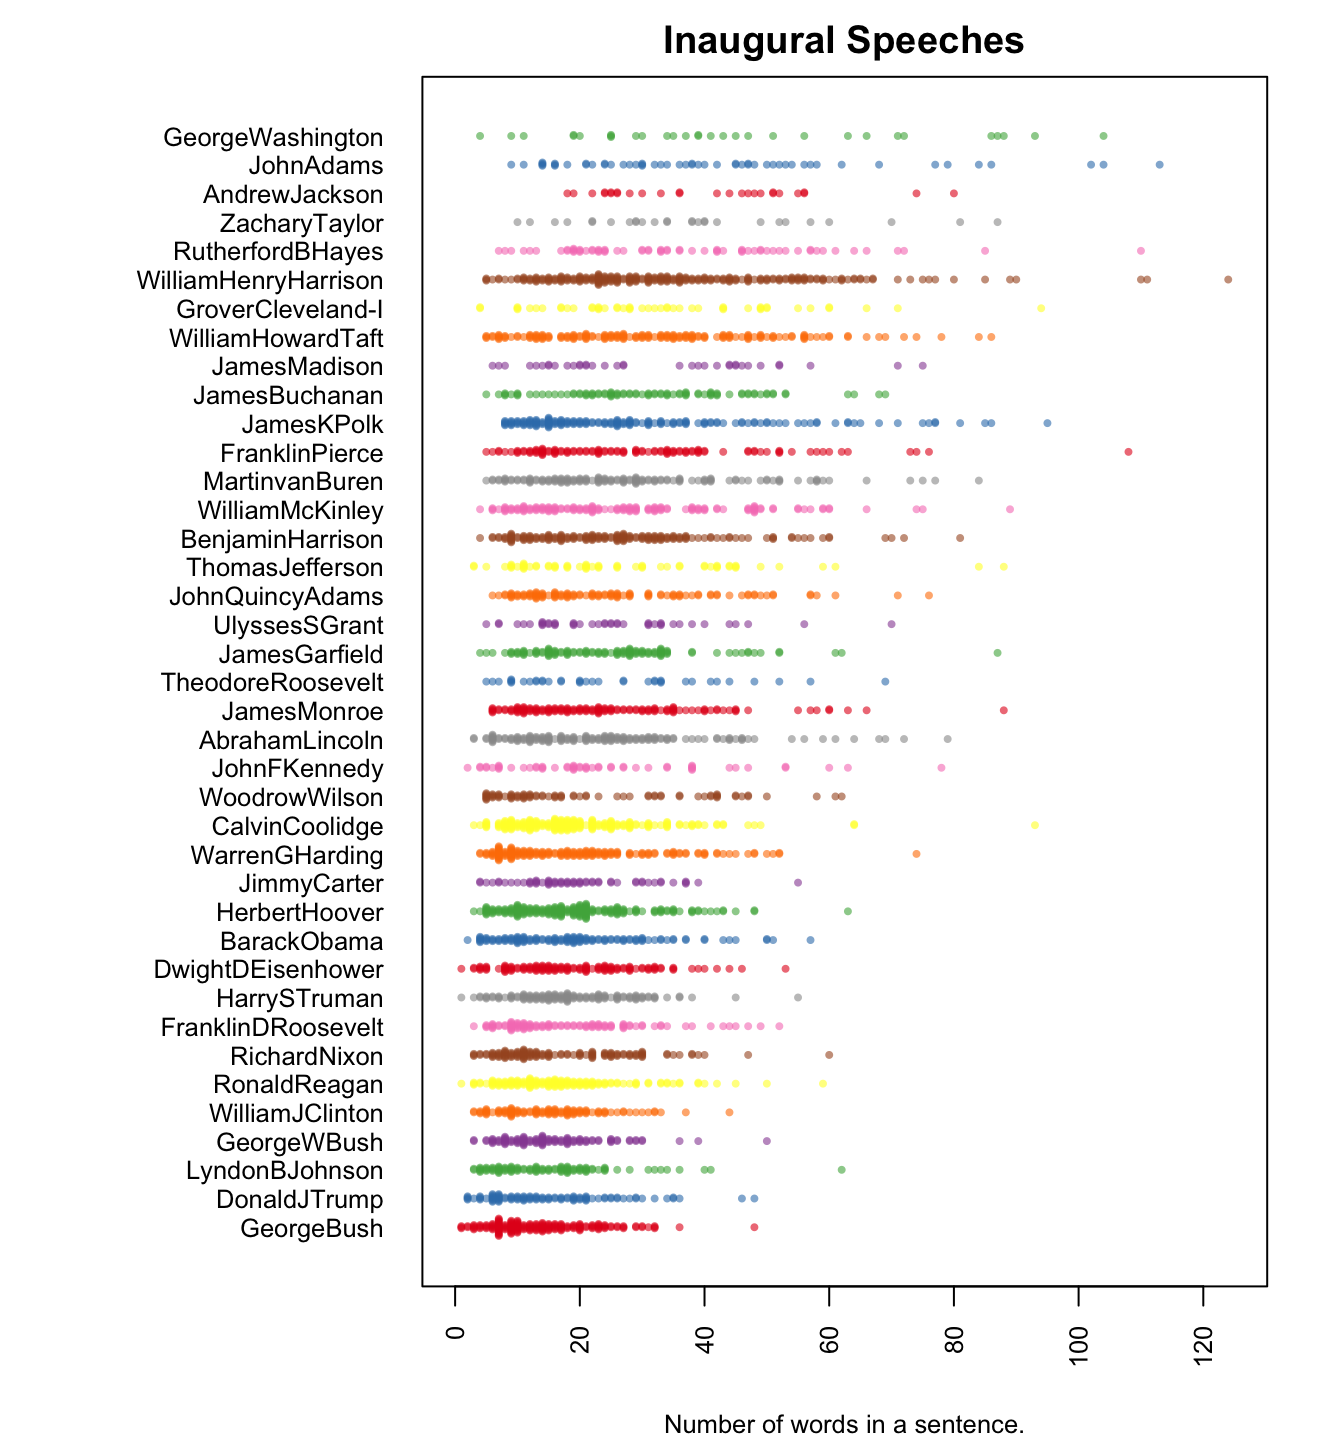 Inaugural Speeches
GeorgeWashington
JohnAdams
AndrewJackson
ZacharyTaylor
RutherfordBHayes
WilliamHenryHarrison
GroverCleveland-I
WilliamHowardTaft
JamesMadison
JamesBuchanan
JamesKPolk
FranklinPierce
MartinvanBuren
WilliamMcKinley
BenjaminHarrison
ThomasJefferson
JohnQuincyAdams
UlyssesSGrant
JamesGarfield
TheodoreRoosevelt
JamesMonroe
AbrahamLincoln
JohnFKennedy
WoodrowWilson
CalvinCoolidge
WarrenGHarding
JimmyCarter
HerbertHoover
BarackObama
DwightDEisenhower
HarrySTruman
FranklinDRoosevelt
RichardNixon
RonaldReagan
WilliamJClinton
GeorgeWBush
LyndonBJohnson
DonaldJTrump
GeorgeBush
0 20 40 60 80 100 120
Number of words in a sentence.